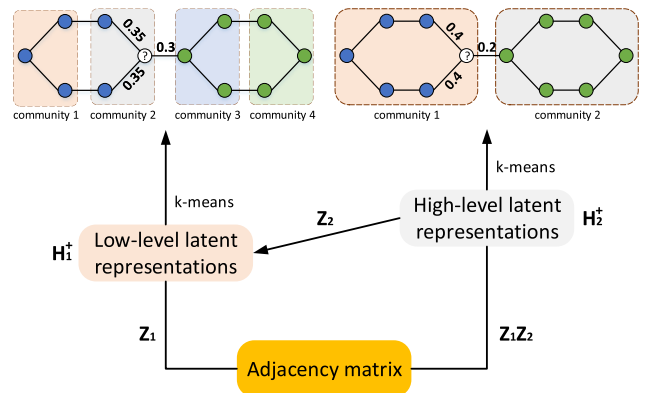 0.35
?
0.3
0.35
community 1
community 2
community 3
community 4
0.4
?
0.2
0.4
community 1
community 2
k-means
k-means
Z₂
High-level latent
representations
H₂⁺
H₁⁺
Low-level latent
representations
Z₁
Z₁Z₂
Adjacency matrix